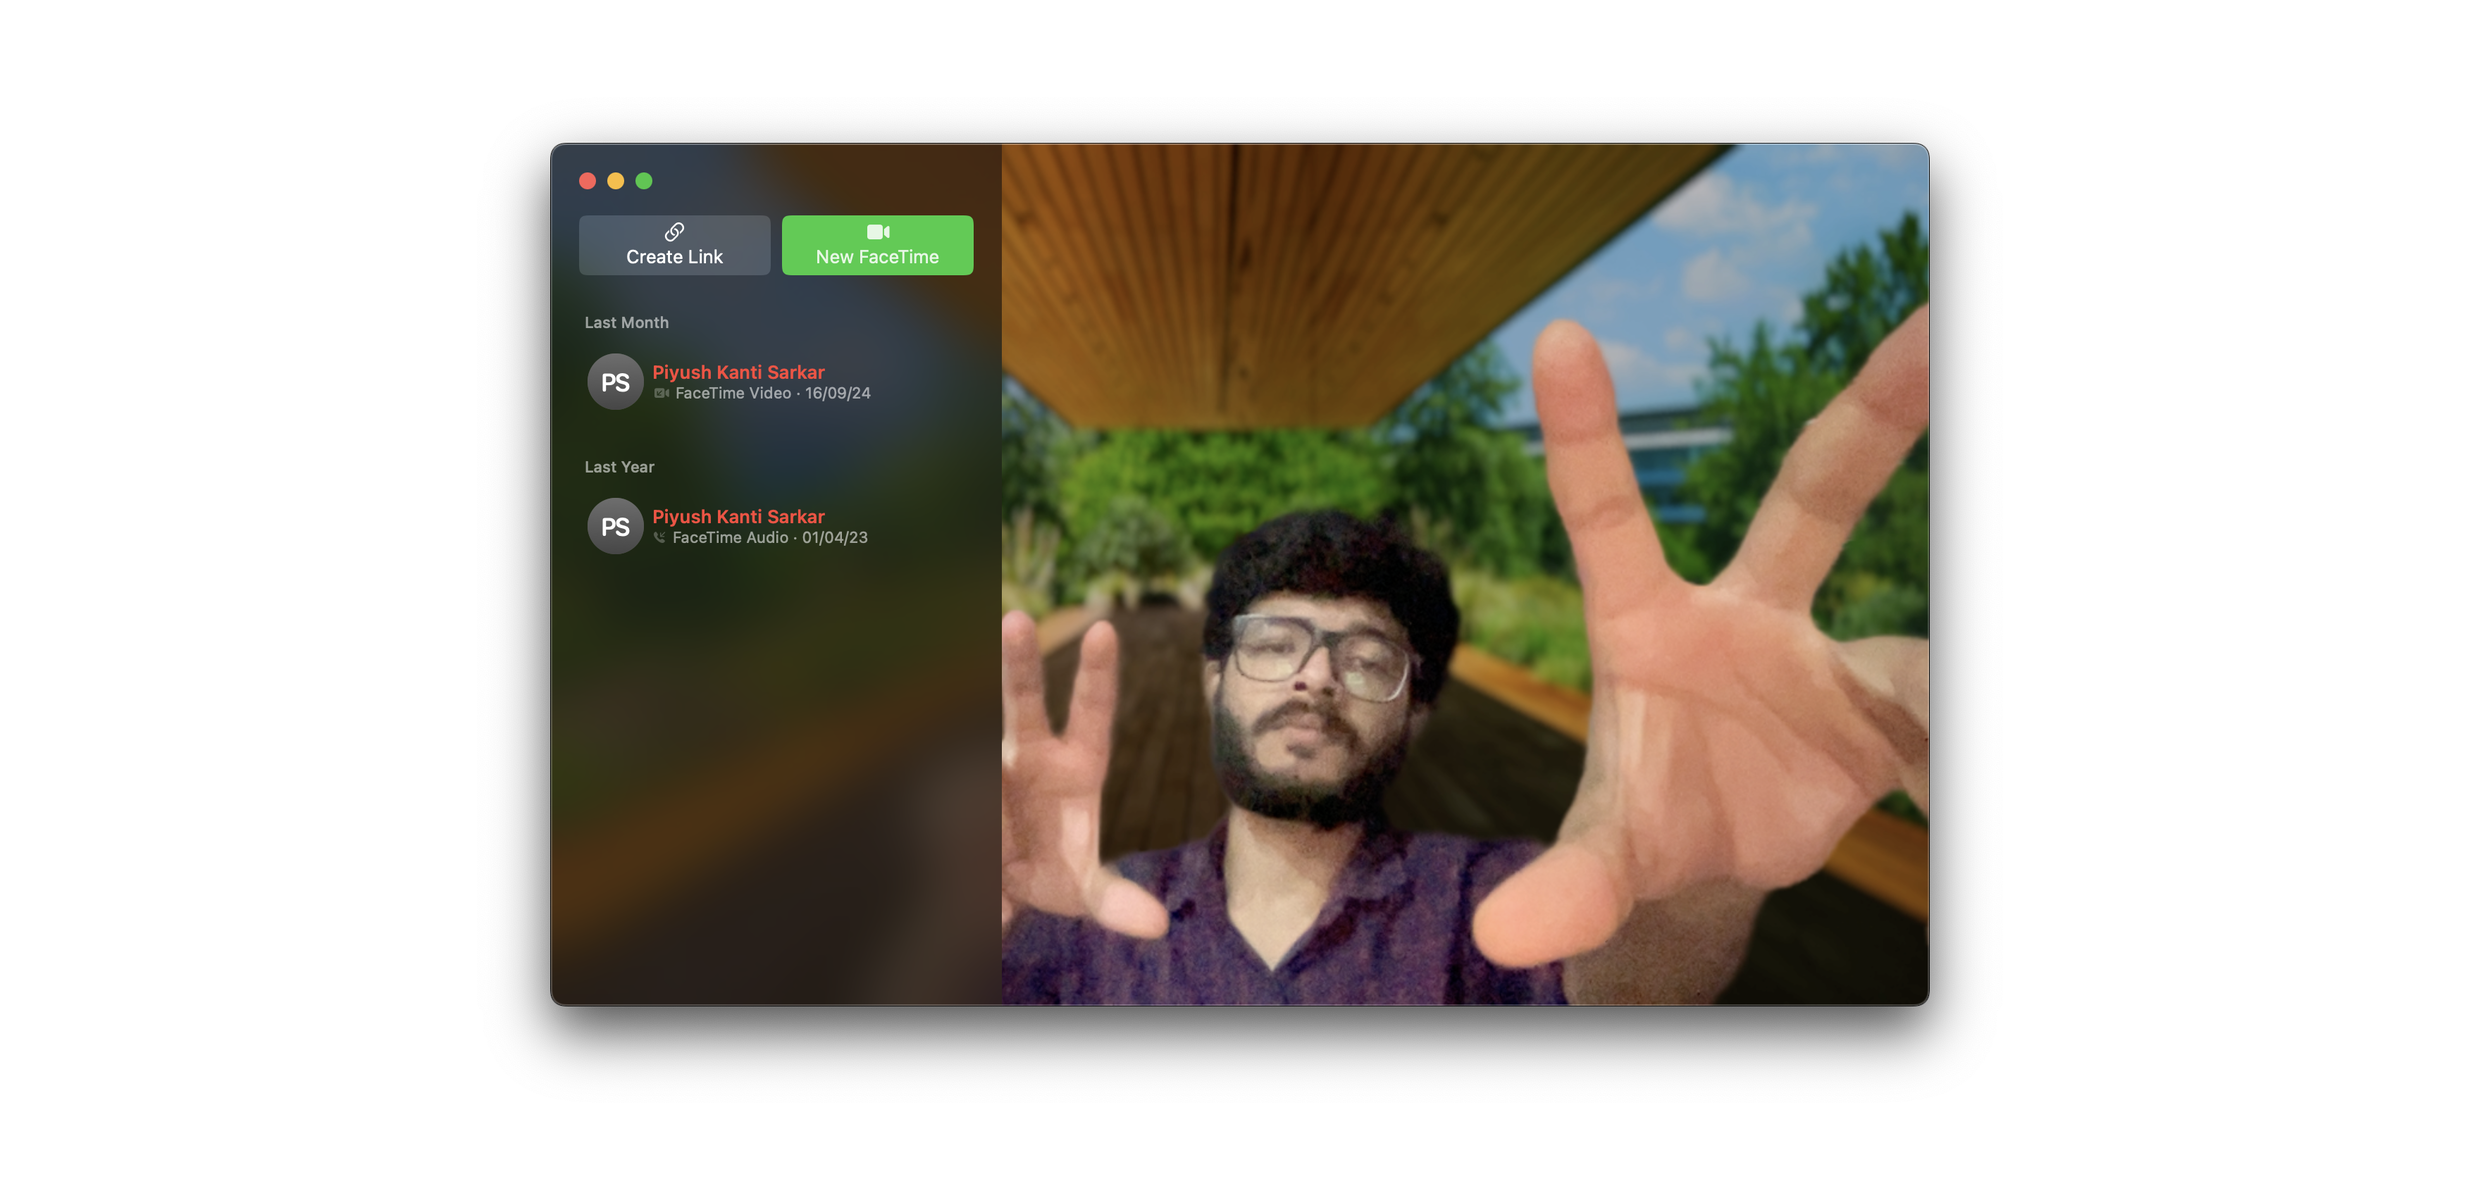 Create Link
New FaceTime
Last Month
PS
Piyush Kanti Sarkar
FaceTime Video · 16/09/24
Last Year
PS
Piyush Kanti Sarkar
FaceTime Audio · 01/04/23